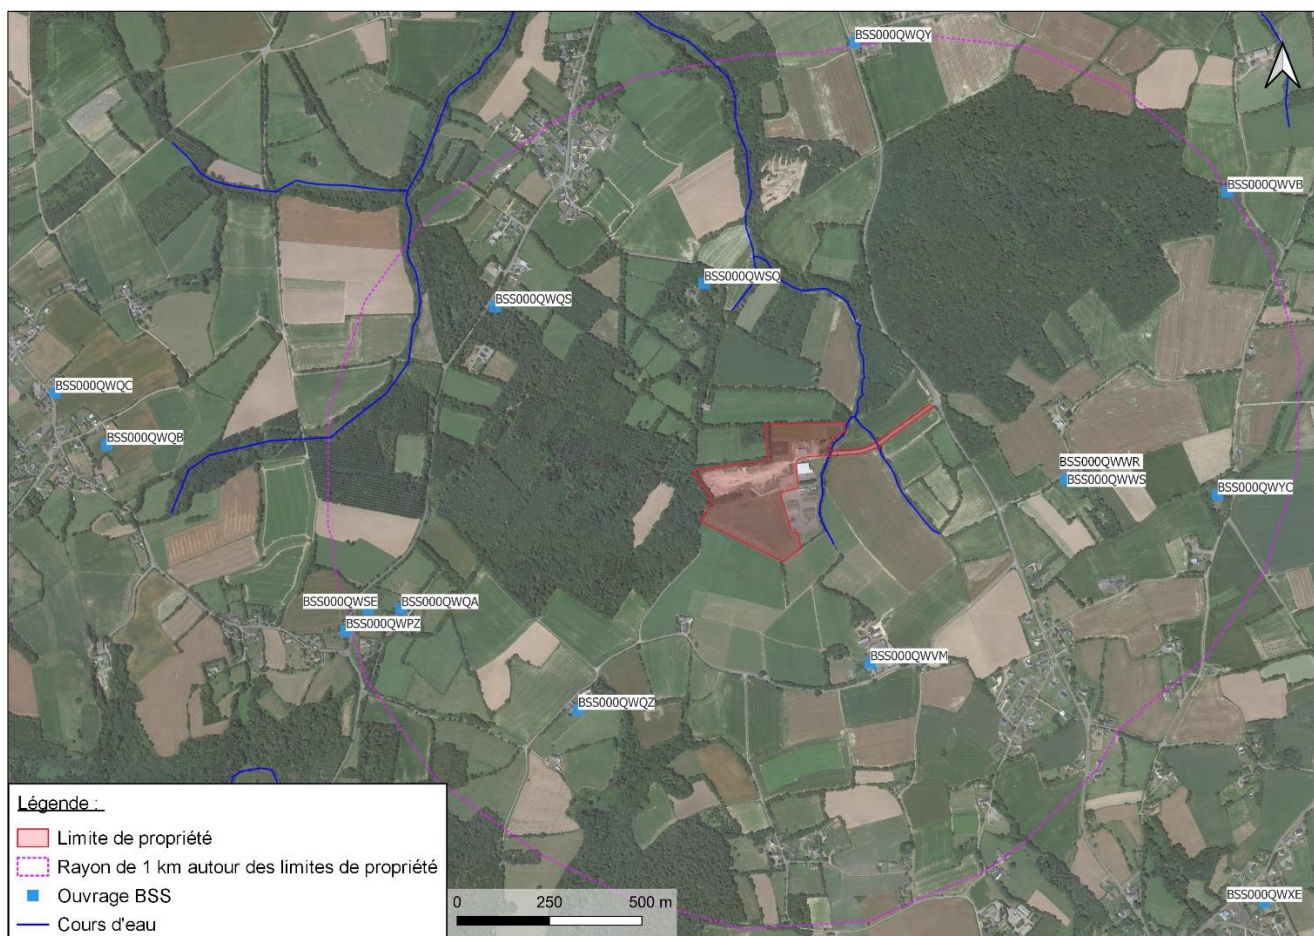 BSS000QWQY
BSS000QWVB
BSS000QWSQ
BSS000QWQS
BSS000QWQC
BSS000QWQB
BSS000QWWR
BSS000QWWS
BSS000QWYC
BSS000QWSE
BSS000QWQA
BSS000QWPZ
BSS000QWVM
BSS000QWQZ
BSS000QWXE
Légende :
Limite de propriété
Rayon de 1 km autour des limites de propriété
Ouvrage BSS
Cours d'eau
0 250 500 m